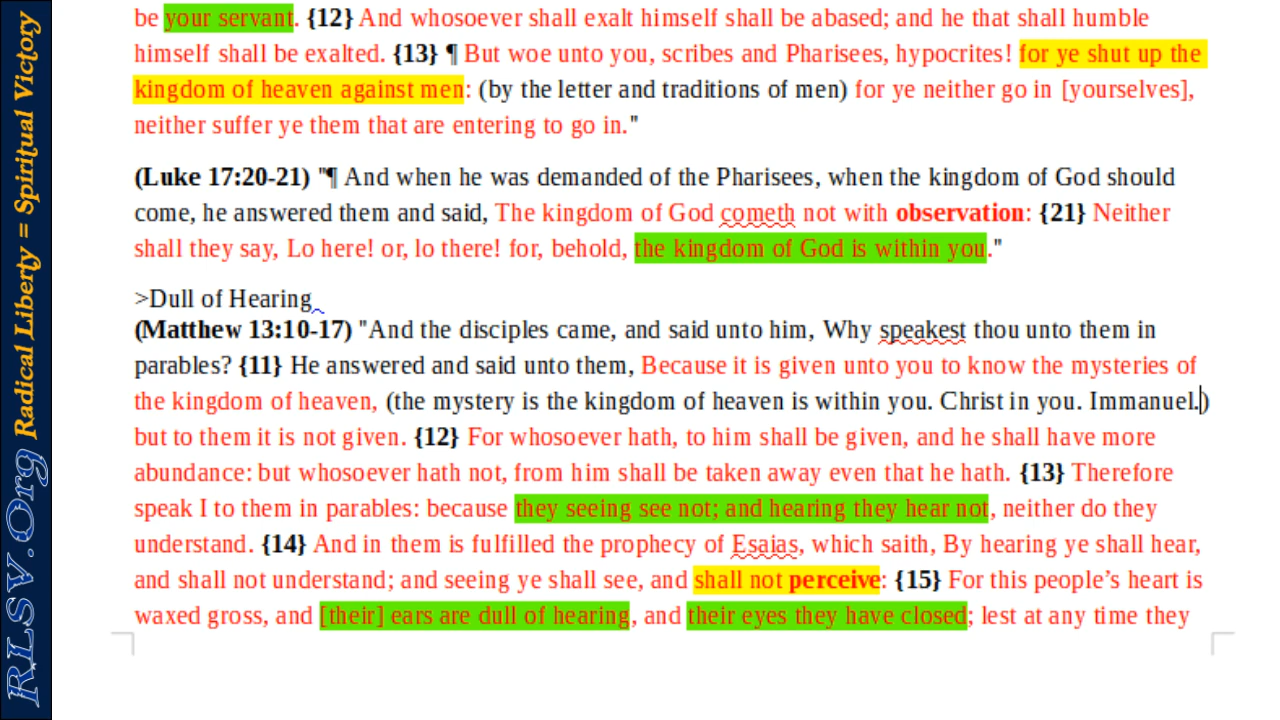 RLSV.Org Radical Liberty = Spiritual Victory
be your servant. {12} And whosoever shall exalt himself shall be abased; and he that shall humble
himself shall be exalted. {13} ¶ But woe unto you, scribes and Pharisees, hypocrites! for ye shut up the
kingdom of heaven against men: (by the letter and traditions of men) for ye neither go in [yourselves],
neither suffer ye them that are entering to go in."
(Luke 17:20-21) "¶ And when he was demanded of the Pharisees, when the kingdom of God should
come, he answered them and said, The kingdom of God cometh not with observation: {21} Neither
shall they say, Lo here! or, lo there! for, behold, the kingdom of God is within you."
>Dull of Hearing
(Matthew 13:10-17) "And the disciples came, and said unto him, Why speakest thou unto them in
parables? {11} He answered and said unto them, Because it is given unto you to know the mysteries of
the kingdom of heaven, (the mystery is the kingdom of heaven is within you. Christ in you. Immanuel.)
but to them it is not given. {12} For whosoever hath, to him shall be given, and he shall have more
abundance: but whosoever hath not, from him shall be taken away even that he hath. {13} Therefore
speak I to them in parables: because they seeing see not; and hearing they hear not, neither do they
understand. {14} And in them is fulfilled the prophecy of Esaias, which saith, By hearing ye shall hear,
and shall not understand; and seeing ye shall see, and shall not perceive: {15} For this people’s heart is
waxed gross, and [their] ears are dull of hearing, and their eyes they have closed; lest at any time they